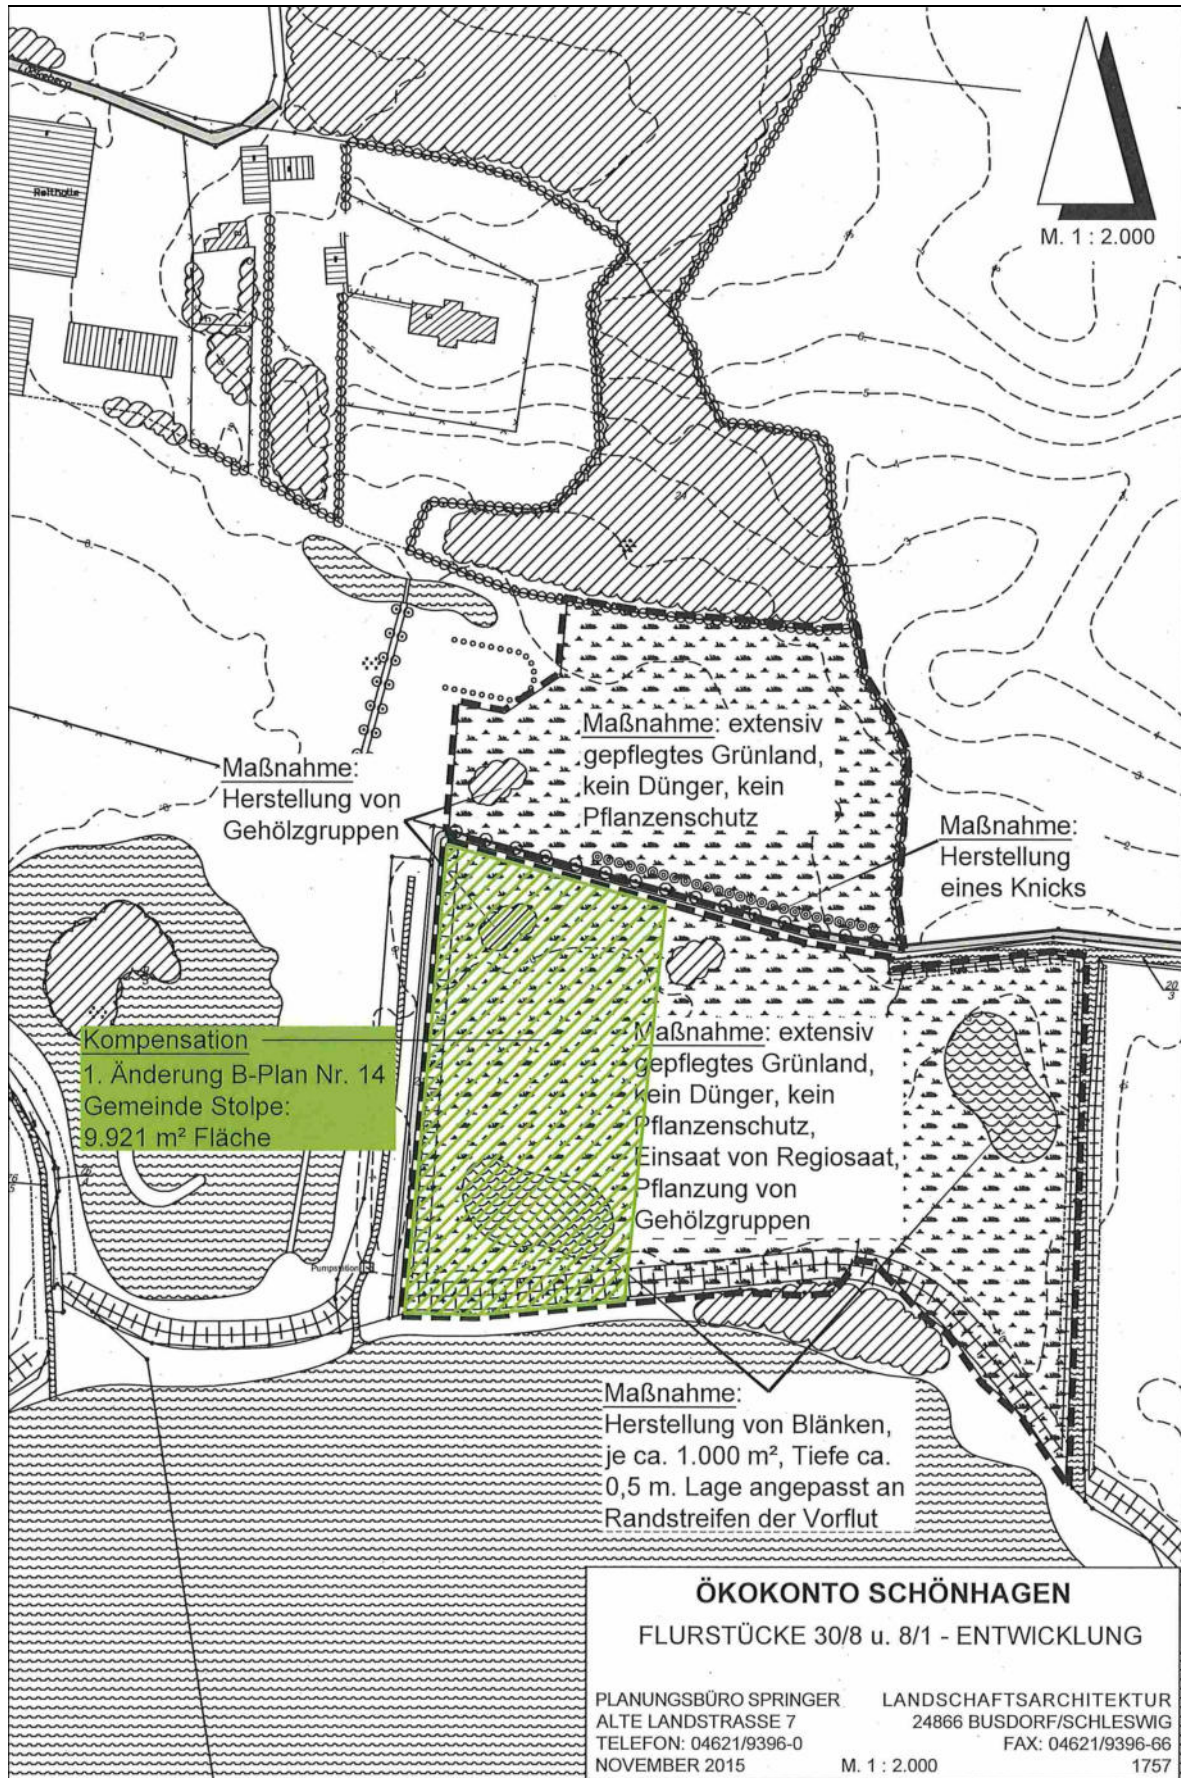 M. 1 : 2.000
Reithalle
Maßnahme: extensiv
gepflegtes Grünland,
kein Dünger, kein
Pflanzenschutz
Maßnahme:
Herstellung von
Gehölzgruppen
Maßnahme:
Herstellung
eines Knicks
Kompensation
1. Änderung B-Plan Nr. 14
Gemeinde Stolpe:
9.921 m² Fläche
Maßnahme: extensiv
gepflegtes Grünland,
kein Dünger, kein
Pflanzenschutz,
Einsaat von Regiosaat,
Pflanzung von
Gehölzgruppen
Pumpstation
Maßnahme:
Herstellung von Blänken,
je ca. 1.000 m², Tiefe ca.
0,5 m. Lage angepasst an
Randstreifen der Vorflut
ÖKOKONTO SCHÖNHAGEN
FLURSTÜCKE 30/8 u. 8/1 - ENTWICKLUNG
PLANUNGSBÜRO SPRINGER LANDSCHAFTSARCHITEKTUR
ALTE LANDSTRASSE 7 24866 BUSDORF/SCHLESWIG
TELEFON: 04621/9396-0 FAX: 04621/9396-66
NOVEMBER 2015 M. 1 : 2.000 1757